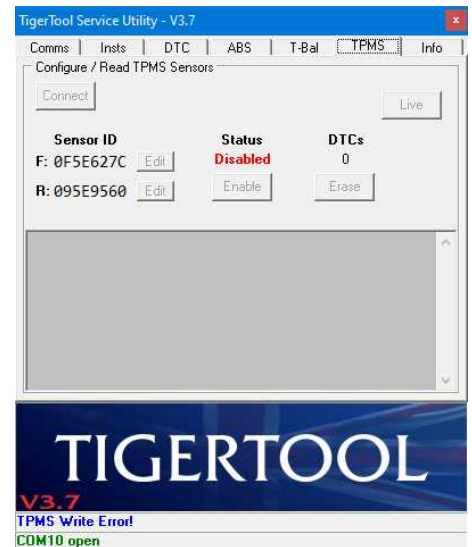 TigerTool Service Utility - V3.7 x
Comms Insts DTC ABS T-Bal TPMS Info
Configure / Read TPMS Sensors
Connect
Live
Sensor ID Status DTCs
F: 0F5E627C Edit Disabled 0
R: 095E9560 Edit Enable Erase
TIGERTOOL
V3.7
TPMS Write Error!
COM10 open